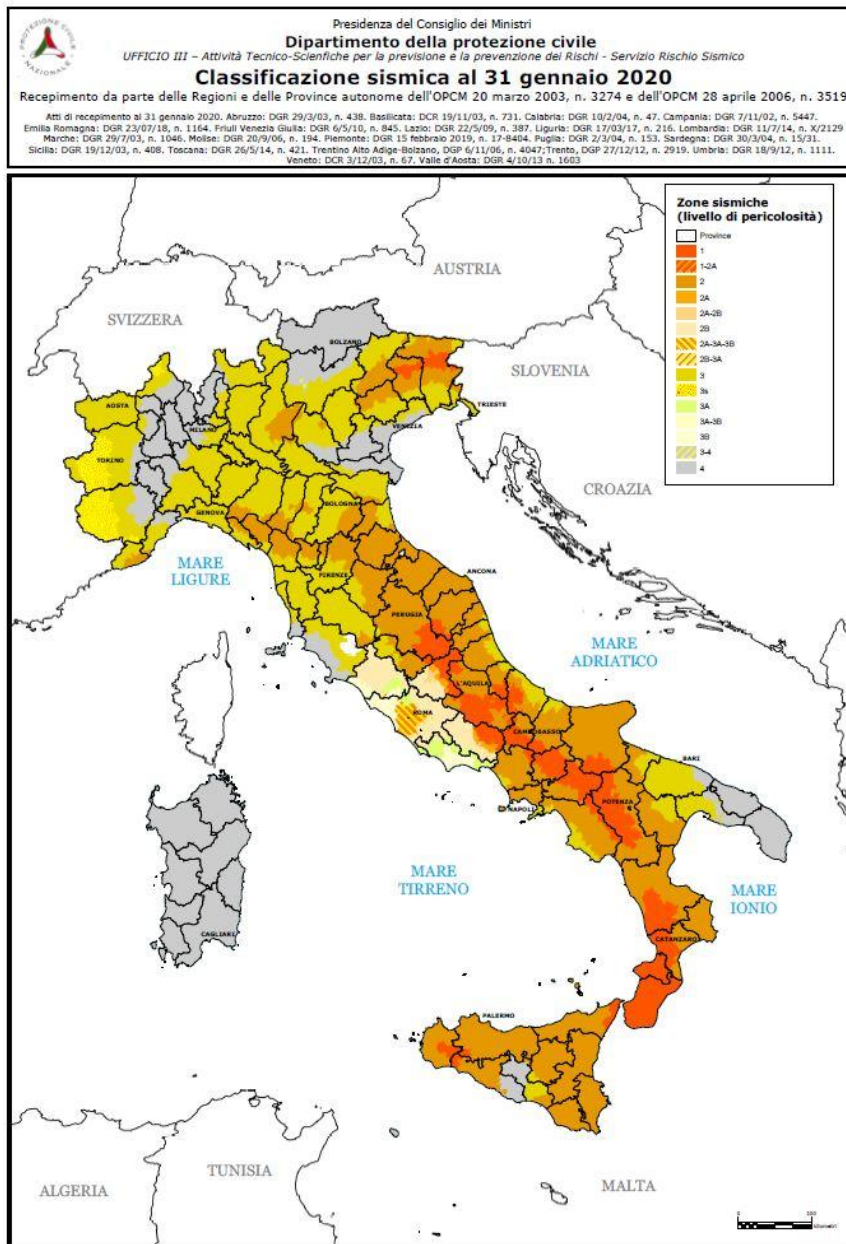 PROTEZIONE CIVILE
NAZIONALE
Presidenza del Consiglio dei Ministri
Dipartimento della protezione civile
UFFICIO III – Attività Tecnico-Scienfiche per la previsione e la prevenzione dei Rischi - Servizio Rischio Sismico
Classificazione sismica al 31 gennaio 2020
Recepimento da parte delle Regioni e delle Province autonome dell'OPCM 20 marzo 2003, n. 3274 e dell'OPCM 28 aprile 2006, n. 3519
Atti di recepimento al 31 gennaio 2020. Abruzzo: DGR 29/3/03, n. 438. Basilicata: DCR 19/11/03, n. 731. Calabria: DGR 10/2/04, n. 47. Campania: DGR 7/11/02, n. 5447.
Emilia Romagna: DGR 23/07/18, n. 1164. Friuli Venezia Giulia: DGR 6/5/10, n. 845. Lazio: DGR 22/5/09, n. 387. Liguria: DGR 17/03/17, n. 216. Lombardia: DGR 11/7/14, n. X/2129
Marche: DGR 29/7/03, n. 1046. Molise: DGR 20/9/06, n. 194. Piemonte: DGR 15 febbraio 2019, n. 17-8404. Puglia: DGR 2/3/04, n. 153. Sardegna: DGR 30/3/04, n. 15/31.
Sicilia: DGR 19/12/03, n. 408. Toscana: DGR 26/5/14, n. 421. Trentino Alto Adige-Bolzano, DGP 6/11/06, n. 4047;Trento, DGP 27/12/12, n. 2919. Umbria: DGR 18/9/12, n. 1111.
Veneto: DCR 3/12/03, n. 67. Valle d'Aosta: DGR 4/10/13 n. 1603
Zone sismiche
(livello di pericolosità)
Province
1
1-2A
2
2A
2A-2B
2B
2A-3A-3B
2B-3A
3
3s
3A
3A-3B
3B
3-4
4
AUSTRIA
SVIZZERA
BOLZANO
SLOVENIA
TRIESTE
AOSTA
MILANO
VENEZIA
TORINO
CROAZIA
GENOVA
BOLOGNA
MARE
LIGURE
FIRENZE
ANCONA
PERUGIA
MARE
ADRIATICO
L'AQUILA
ROMA
CAMPOBASSO
BARI
NAPOLI
POTENZA
MARE
TIRRENO
MARE
IONIO
CAGLIARI
CATANZARO
PALERMO
TUNISIA
ALGERIA
MALTA
0
100
kilometri